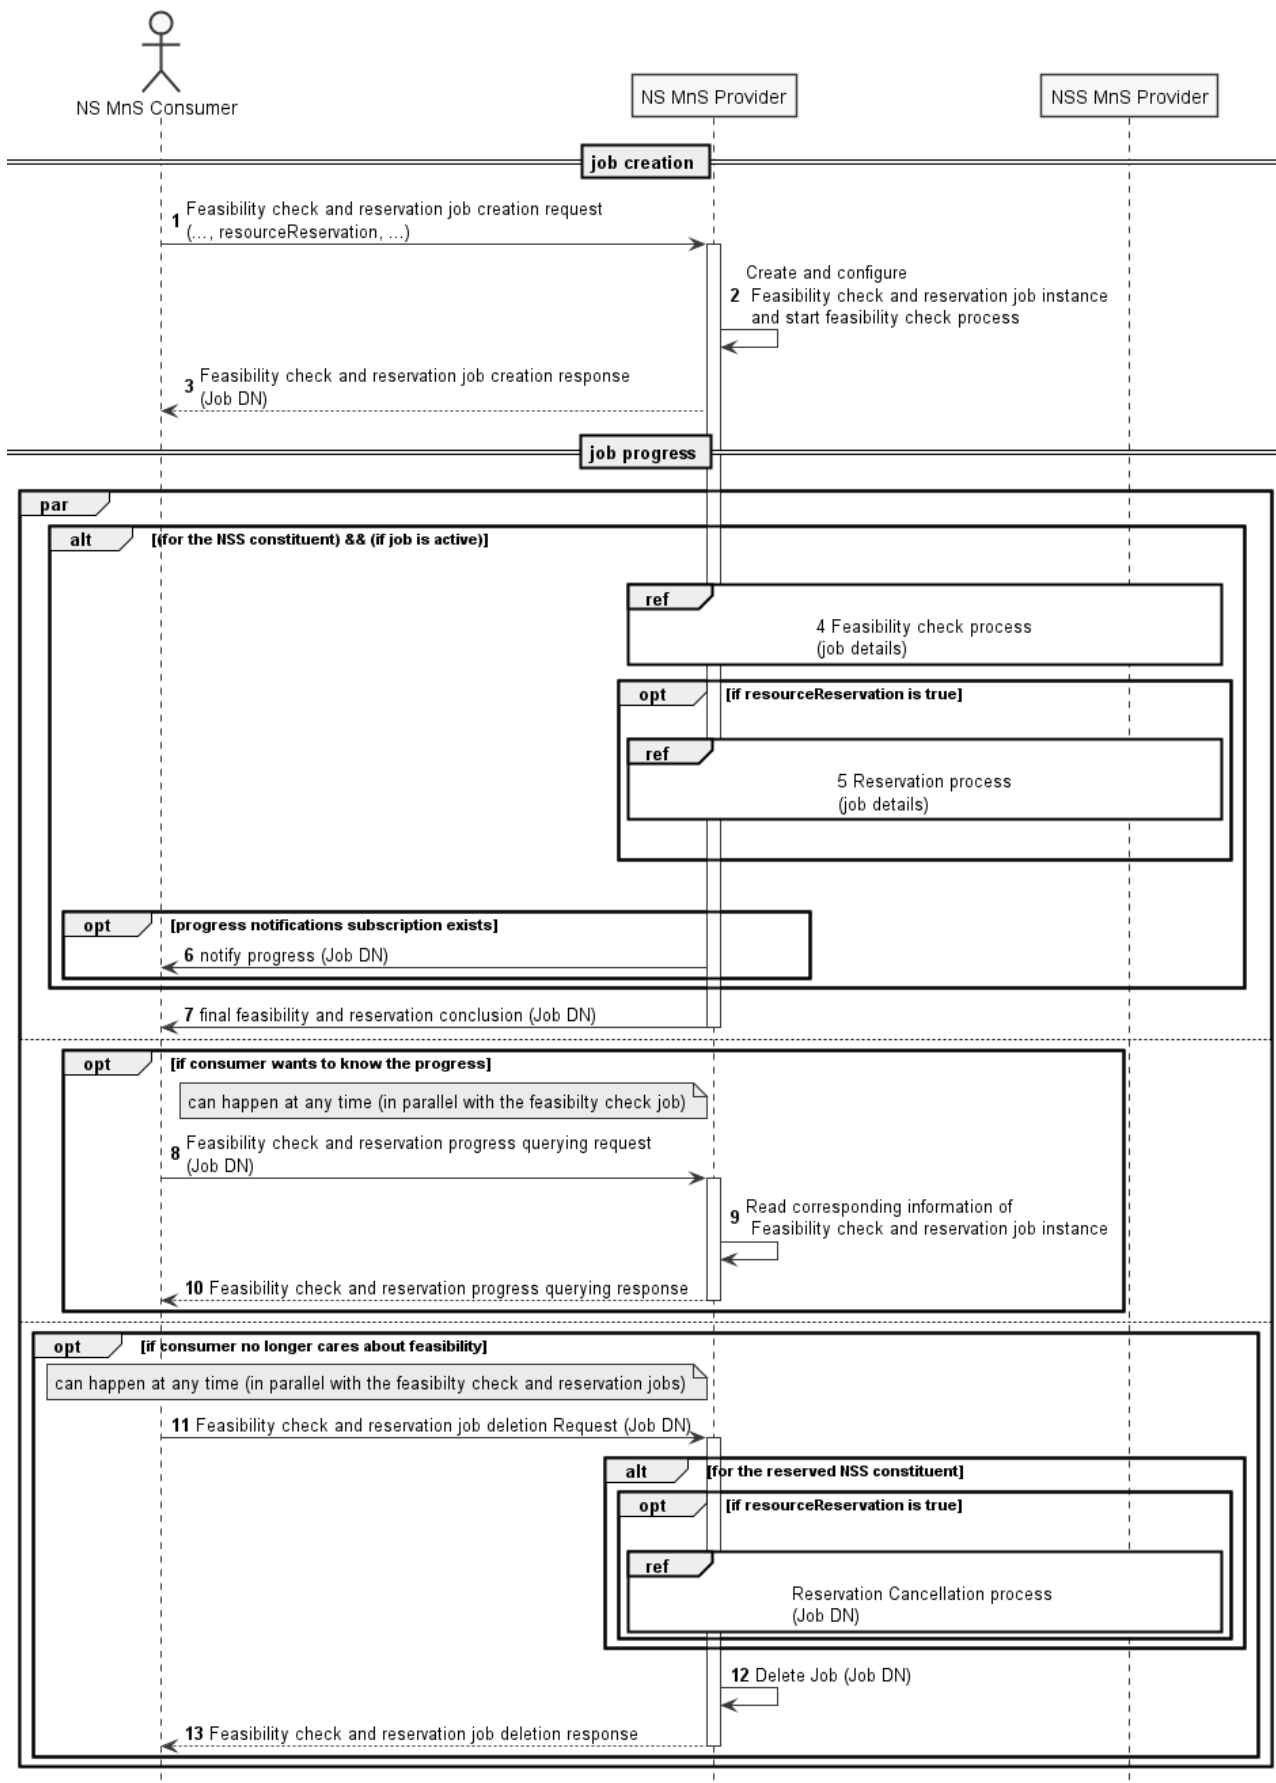 NS MnS Consumer
NS MnS Provider
NSS MnS Provider
job creation
1 Feasibility check and reservation job creation request
(..., resourceReservation, ...)
Create and configure
2 Feasibility check and reservation job instance
and start feasibility check process
3 Feasibility check and reservation job creation response
(Job DN)
job progress
par
alt [(for the NSS constituent) && (if job is active)]
ref
4 Feasibility check process
(job details)
opt [if resourceReservation is true]
ref
5 Reservation process
(job details)
opt [progress notifications subscription exists]
6 notify progress (Job DN)
7 final feasibility and reservation conclusion (Job DN)
opt [if consumer wants to know the progress]
can happen at any time (in parallel with the feasibilty check job)
8 Feasibility check and reservation progress querying request
(Job DN)
9 Read corresponding information of
Feasibility check and reservation job instance
10 Feasibility check and reservation progress querying response
opt [if consumer no longer cares about feasibility]
can happen at any time (in parallel with the feasibilty check and reservation jobs)
11 Feasibility check and reservation job deletion Request (Job DN)
alt [for the reserved NSS constituent]
opt [if resourceReservation is true]
ref
Reservation Cancellation process
(Job DN)
12 Delete Job (Job DN)
13 Feasibility check and reservation job deletion response